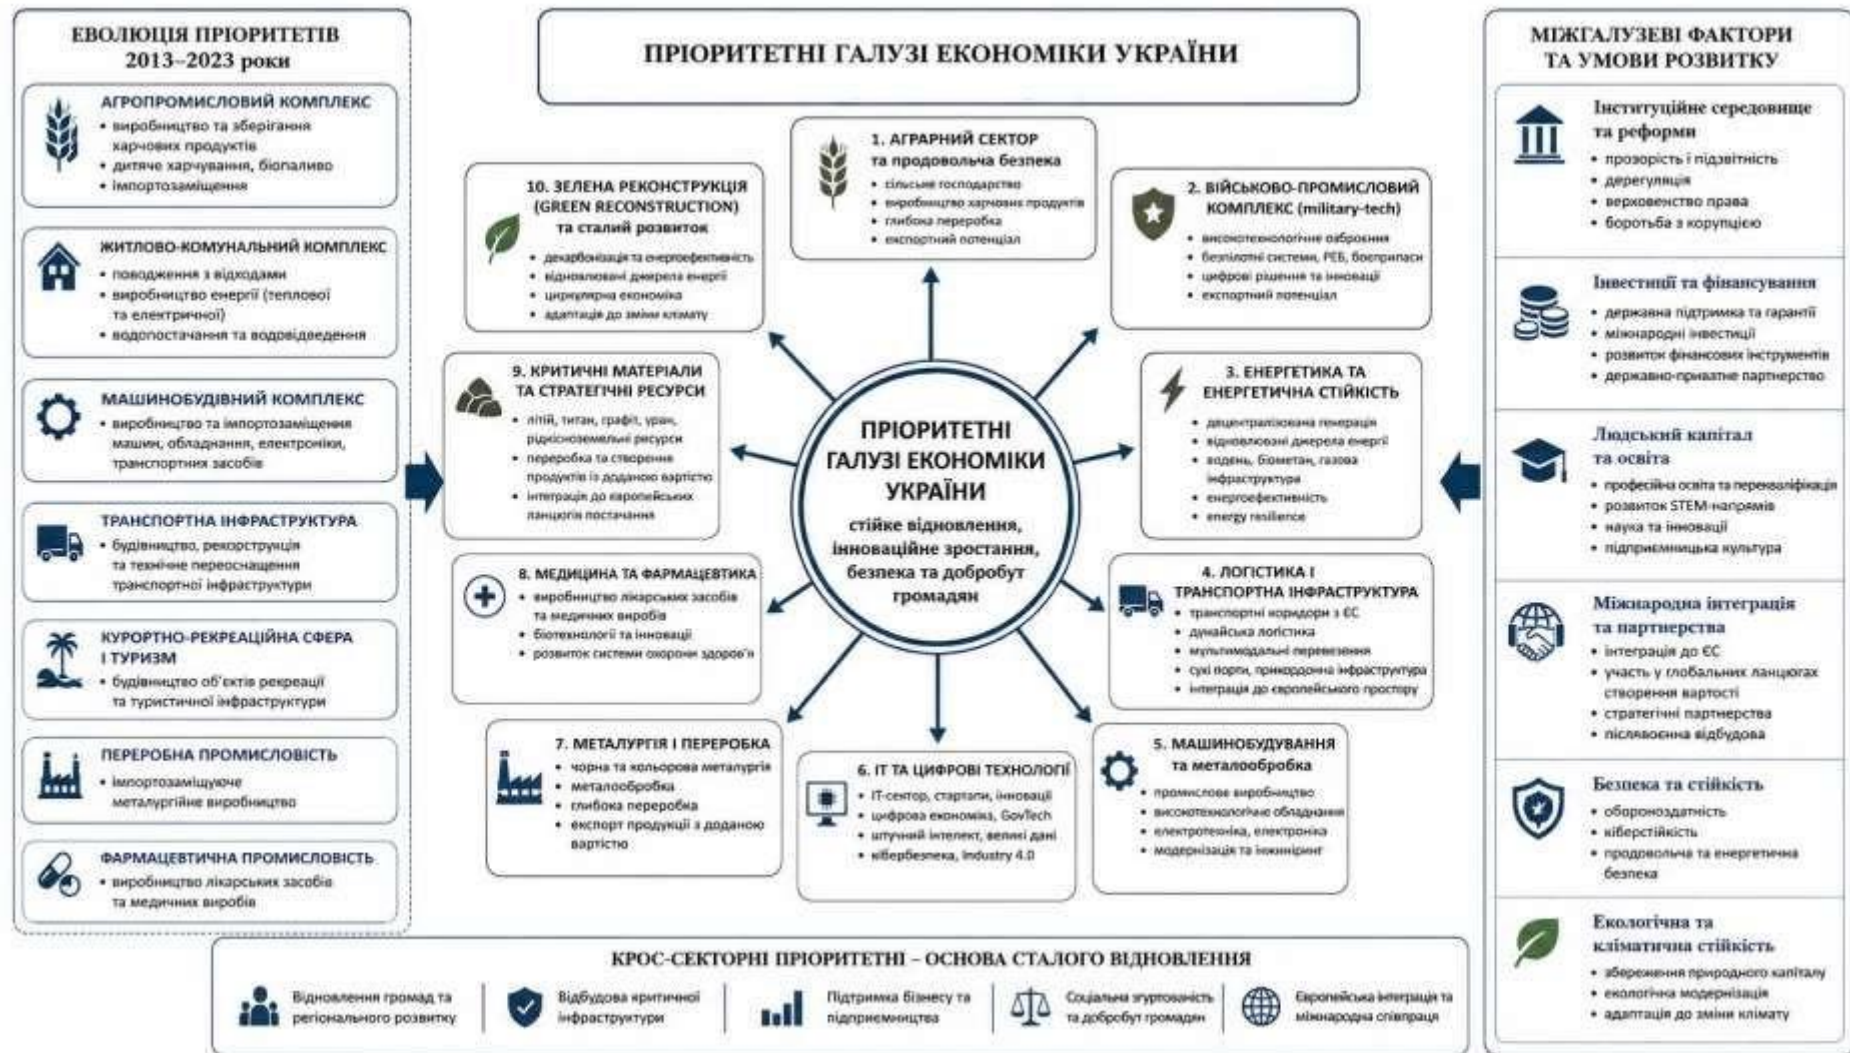 ЕВОЛЮЦІЯ ПРІОРИТЕТІВ
2013–2023 роки
АГРОПРОМИСЛОВИЙ КОМПЛЕКС
• виробництво та зберігання
харчових продуктів
• дитяче харчування, біопаливо
• імпортозаміщення
ЖИТЛОВО-КОМУНАЛЬНИЙ КОМПЛЕКС
• поводження з відходами
• виробництво енергії (теплової
та електричної)
• водопостачання та водовідведення
МАШИНОБУДІВНИЙ КОМПЛЕКС
• виробництво та імпортозаміщення
машин, обладнання, електроніки,
транспортних засобів
ТРАНСПОРТНА ІНФРАСТРУКТУРА
• будівництво, рекорструкція
та технічне переоснащення
транспортної інфраструктури
КУРОРТНО-РЕКРЕАЦІЙНА СФЕРА
І ТУРИЗМ
• будівництво об'єктів рекреації
та туристичної інфраструктури
ПЕРЕРОБНА ПРОМИСЛОВІСТЬ
• імпортозаміщуюче
металургійне виробництво
ФАРМАЦЕВТИЧНА ПРОМИСЛОВІСТЬ
• виробництво лікарських засобів
та медичних виробів
ПРІОРИТЕТНІ ГАЛУЗІ ЕКОНОМІКИ УКРАЇНИ
1. АГРАРНИЙ СЕКТОР
та продовольча безпека
• сільське господарство
• виробництво харчових продуктів
• глибока переробка
• експортний потенціал
2. ВІЙСЬКОВО-ПРОМИСЛОВИЙ
КОМПЛЕКС (military-tech)
• високотехнологічне озброєння
• безпілотні системи, РЕБ, боєприпаси
• цифрові рішення та інновації
• експортний потенціал
3. ЕНЕРГЕТИКА ТА
ЕНЕРГЕТИЧНА СТІЙКІСТЬ
• децентралізована генерація
• відновлювані джерела енергії
• водень, біометан, газова
інфраструктура
• енергоефективність
• energy resilience
4. ЛОГІСТИКА І
ТРАНСПОРТНА ІНФРАСТРУКТУРА
• транспортні коридори з ЄС
• дунайська логістика
• мультимодальні перевезення
• сухі порти, прикордонна інфраструктура
• інтеграція до європейського простору
5. МАШИНОБУДУВАННЯ
та металообробка
• промислове виробництво
• високотехнологічне обладнання
• електротехніка, електроніка
• модернізація та інжиніринг
6. ІТ ТА ЦИФРОВІ ТЕХНОЛОГІЇ
• ІТ-сектор, стартапи, інновації
• цифрова економіка, GovTech
• штучний інтелект, великі дані
• кібербезпека, Industry 4.0
7. МЕТАЛУРГІЯ І ПЕРЕРОБКА
• чорна та кольорова металургія
• металообробка
• глибока переробка
• експорт продукції з доданою
вартістю
8. МЕДИЦИНА ТА ФАРМАЦЕВТИКА
• виробництво лікарських засобів
та медичних виробів
• біотехнології та інновації
• розвиток системи охорони здоров'я
9. КРИТИЧНІ МАТЕРІАЛИ
ТА СТРАТЕГІЧНІ РЕСУРСИ
• літій, титан, графіт, уран,
рідкісноземельні ресурси
• переробка та створення
продуктів із доданою вартістю
• інтеграція до європейських
ланцюгів постачання
10. ЗЕЛЕНА РЕКОНСТРУКЦІЯ
(GREEN RECONSTRUCTION)
та сталий розвиток
• декарбонізація та енергоефективність
• відновлювані джерела енергії
• циркулярна економіка
• адаптація до зміни клімату
ПРІОРИТЕТНІ
ГАЛУЗІ ЕКОНОМІКИ
УКРАЇНИ
стійке відновлення,
інноваційне зростання,
безпека та добробут
громадян
МІЖГАЛУЗЕВІ ФАКТОРИ
ТА УМОВИ РОЗВИТКУ
Інституційне середовище
та реформи
• прозорість і підзвітність
• дерегуляція
• верховенство права
• боротьба з корупцією
Інвестиції та фінансування
• державна підтримка та гарантії
• міжнародні інвестиції
• розвиток фінансових інструментів
• державно-приватне партнерство
Людський капітал
та освіта
• професійна освіта та перекваліфікація
• розвиток STEM-напрямів
• наука та інновації
• підприємницька культура
Міжнародна інтеграція
та партнерства
• інтеграція до ЄС
• участь у глобальних ланцюгах
створення вартості
• стратегічні партнерства
• післявоєнна відбудова
Безпека та стійкість
• обороноздатність
• кіберстійкість
• продовольча та енергетична
безпека
Екологічна та
кліматична стійкість
• збереження природного капіталу
• екологічна модернізація
• адаптація до зміни клімату
КРОС-СЕКТОРНІ ПРІОРИТЕТНІ – ОСНОВА СТАЛОГО ВІДНОВЛЕННЯ
Відновлення громад та
регіонального розвитку
Відбудова критичної
інфраструктури
Підтримка бізнесу та
підприємництва
Соціальна згуртованість
та добробут громадян
Європейська інтеграція та
міжнародна співпраця